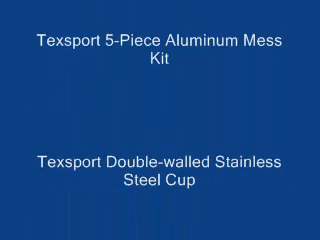 Texsport 5-Piece Aluminum Mess
Kit
Texsport Double-walled Stainless
Steel Cup